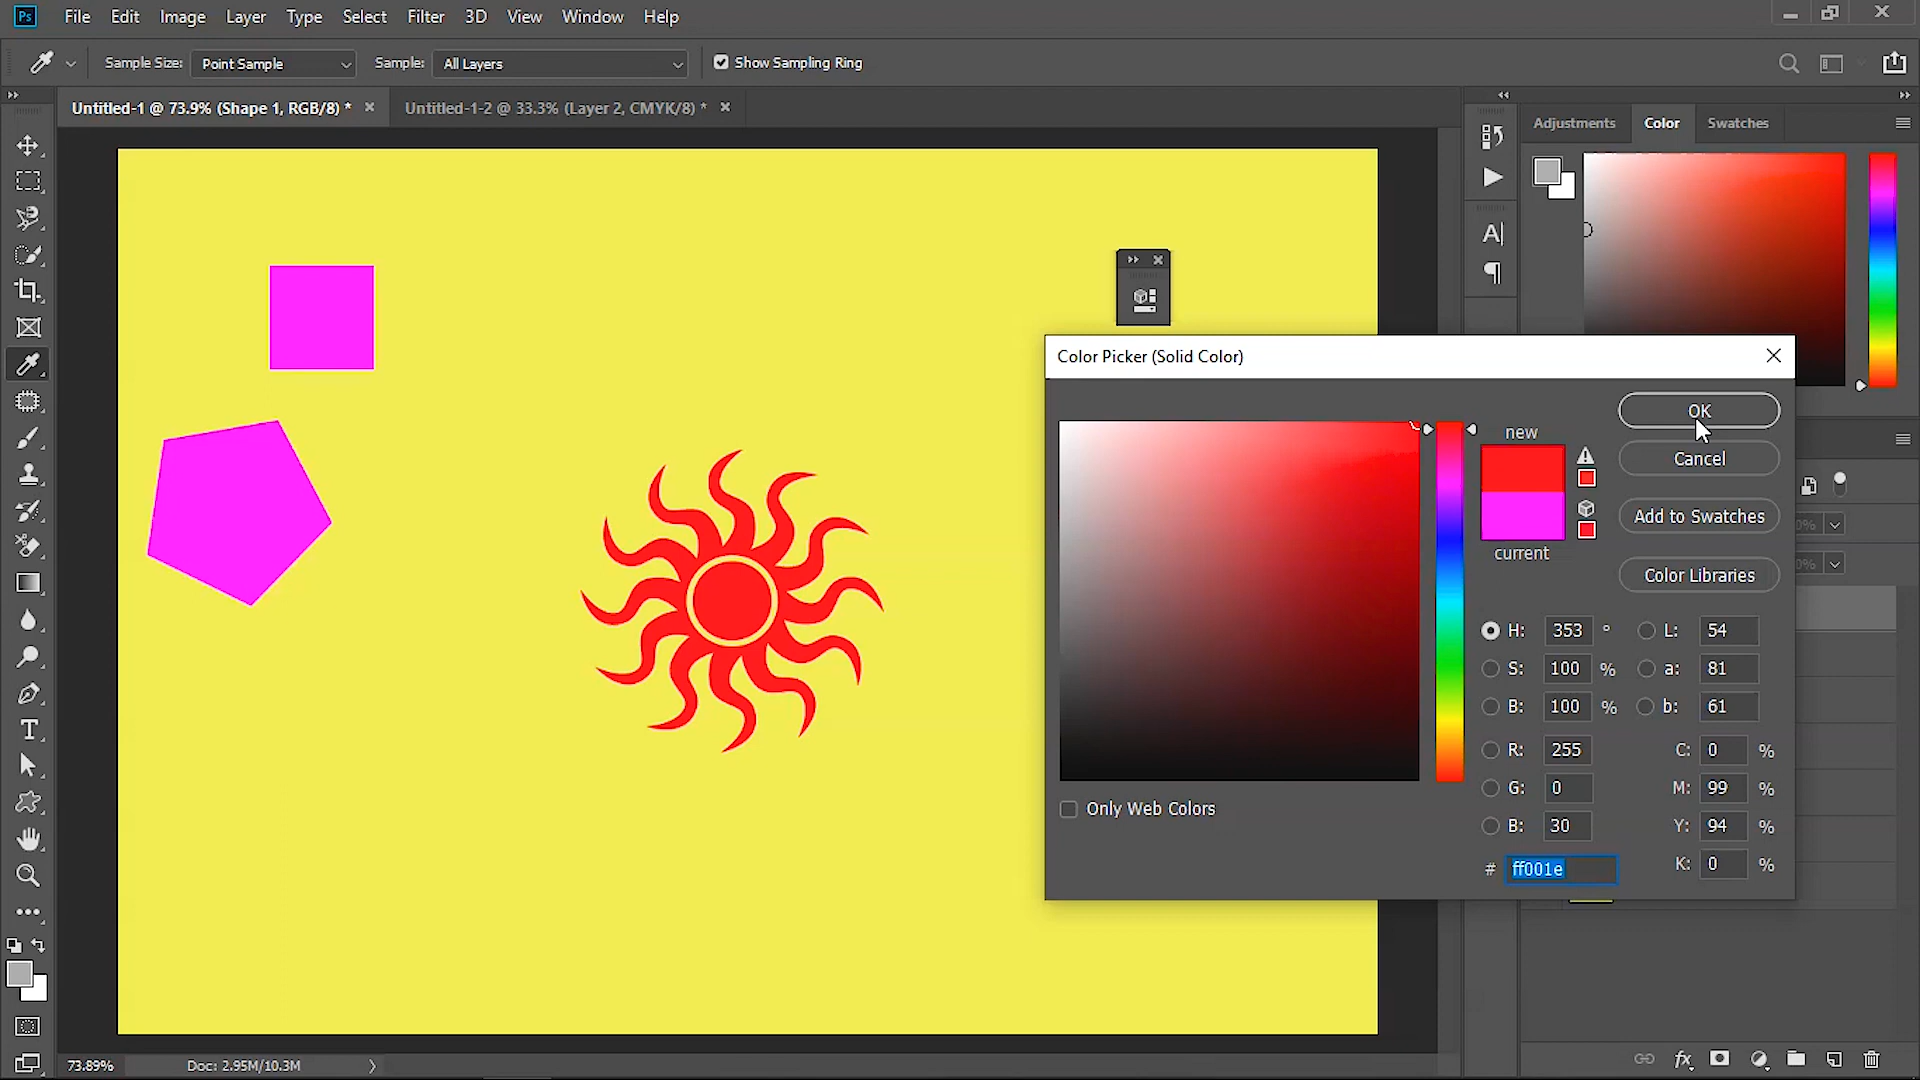 Ps File Edit Image Layer Type Select Filter 3D View Window Help
Sample Size: Point Sample Sample: All Layers Show Sampling Ring
Untitled-1 @ 73.9% (Shape 1, RGB/8) * Untitled-1-2 @ 33.3% (Layer 2, CMYK/8) *
Adjustments Color Swatches
Color Picker (Solid Color)
new
current
OK
Cancel
Add to Swatches
Color Libraries
H: 353 ° L: 54
S: 100 % a: 81
B: 100 % b: 61
R: 255 C: 0 %
G: 0 M: 99 %
B: 30 Y: 94 %
# ff001e K: 0 %
Only Web Colors
73.89% Doc: 2.95M/10.3M